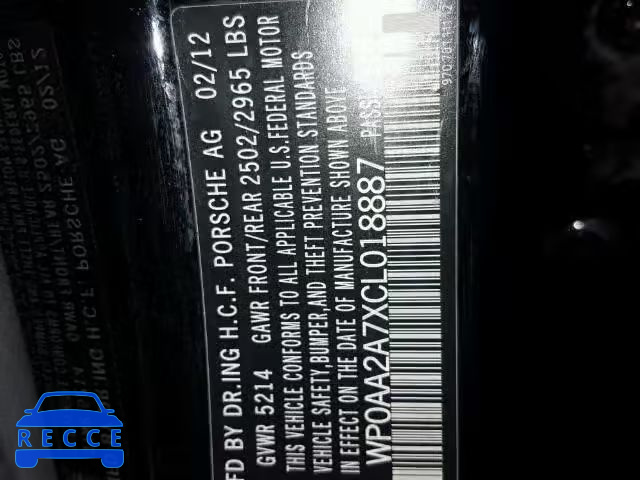 FD BY DR.ING H.C.F. PORSCHE AG 02/12
GVWR 5214 GAWR FRONT/REAR 2502/2965 LBS
THIS VEHICLE CONFORMS TO ALL APPLICABLE U.S.FEDERAL MOTOR
VEHICLE SAFETY,BUMPER,AND THEFT PREVENTION STANDARDS
IN EFFECT ON THE DATE OF MANUFACTURE SHOWN ABOVE
WP0AA2A7XCL018887
RECCE